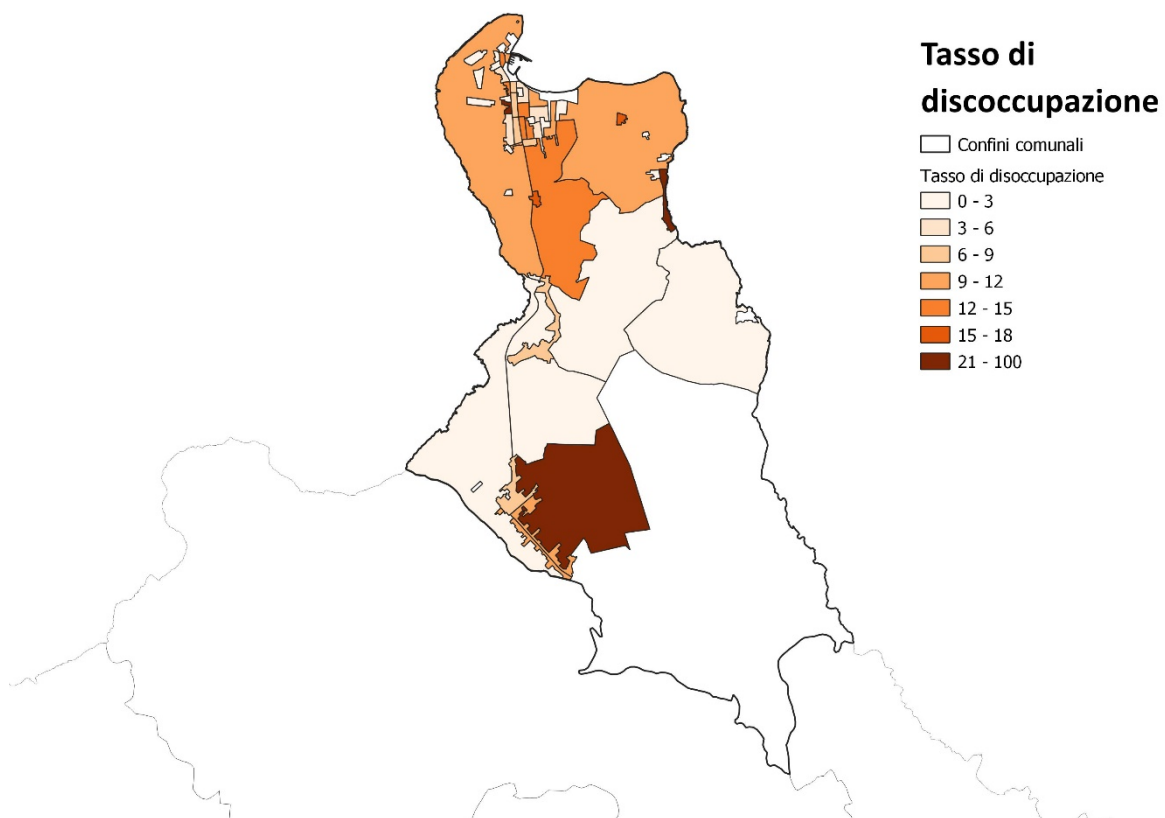 Tasso di
discoccupazione
Confini comunali
Tasso di disoccupazione
0 - 3
3 - 6
6 - 9
9 - 12
12 - 15
15 - 18
21 - 100